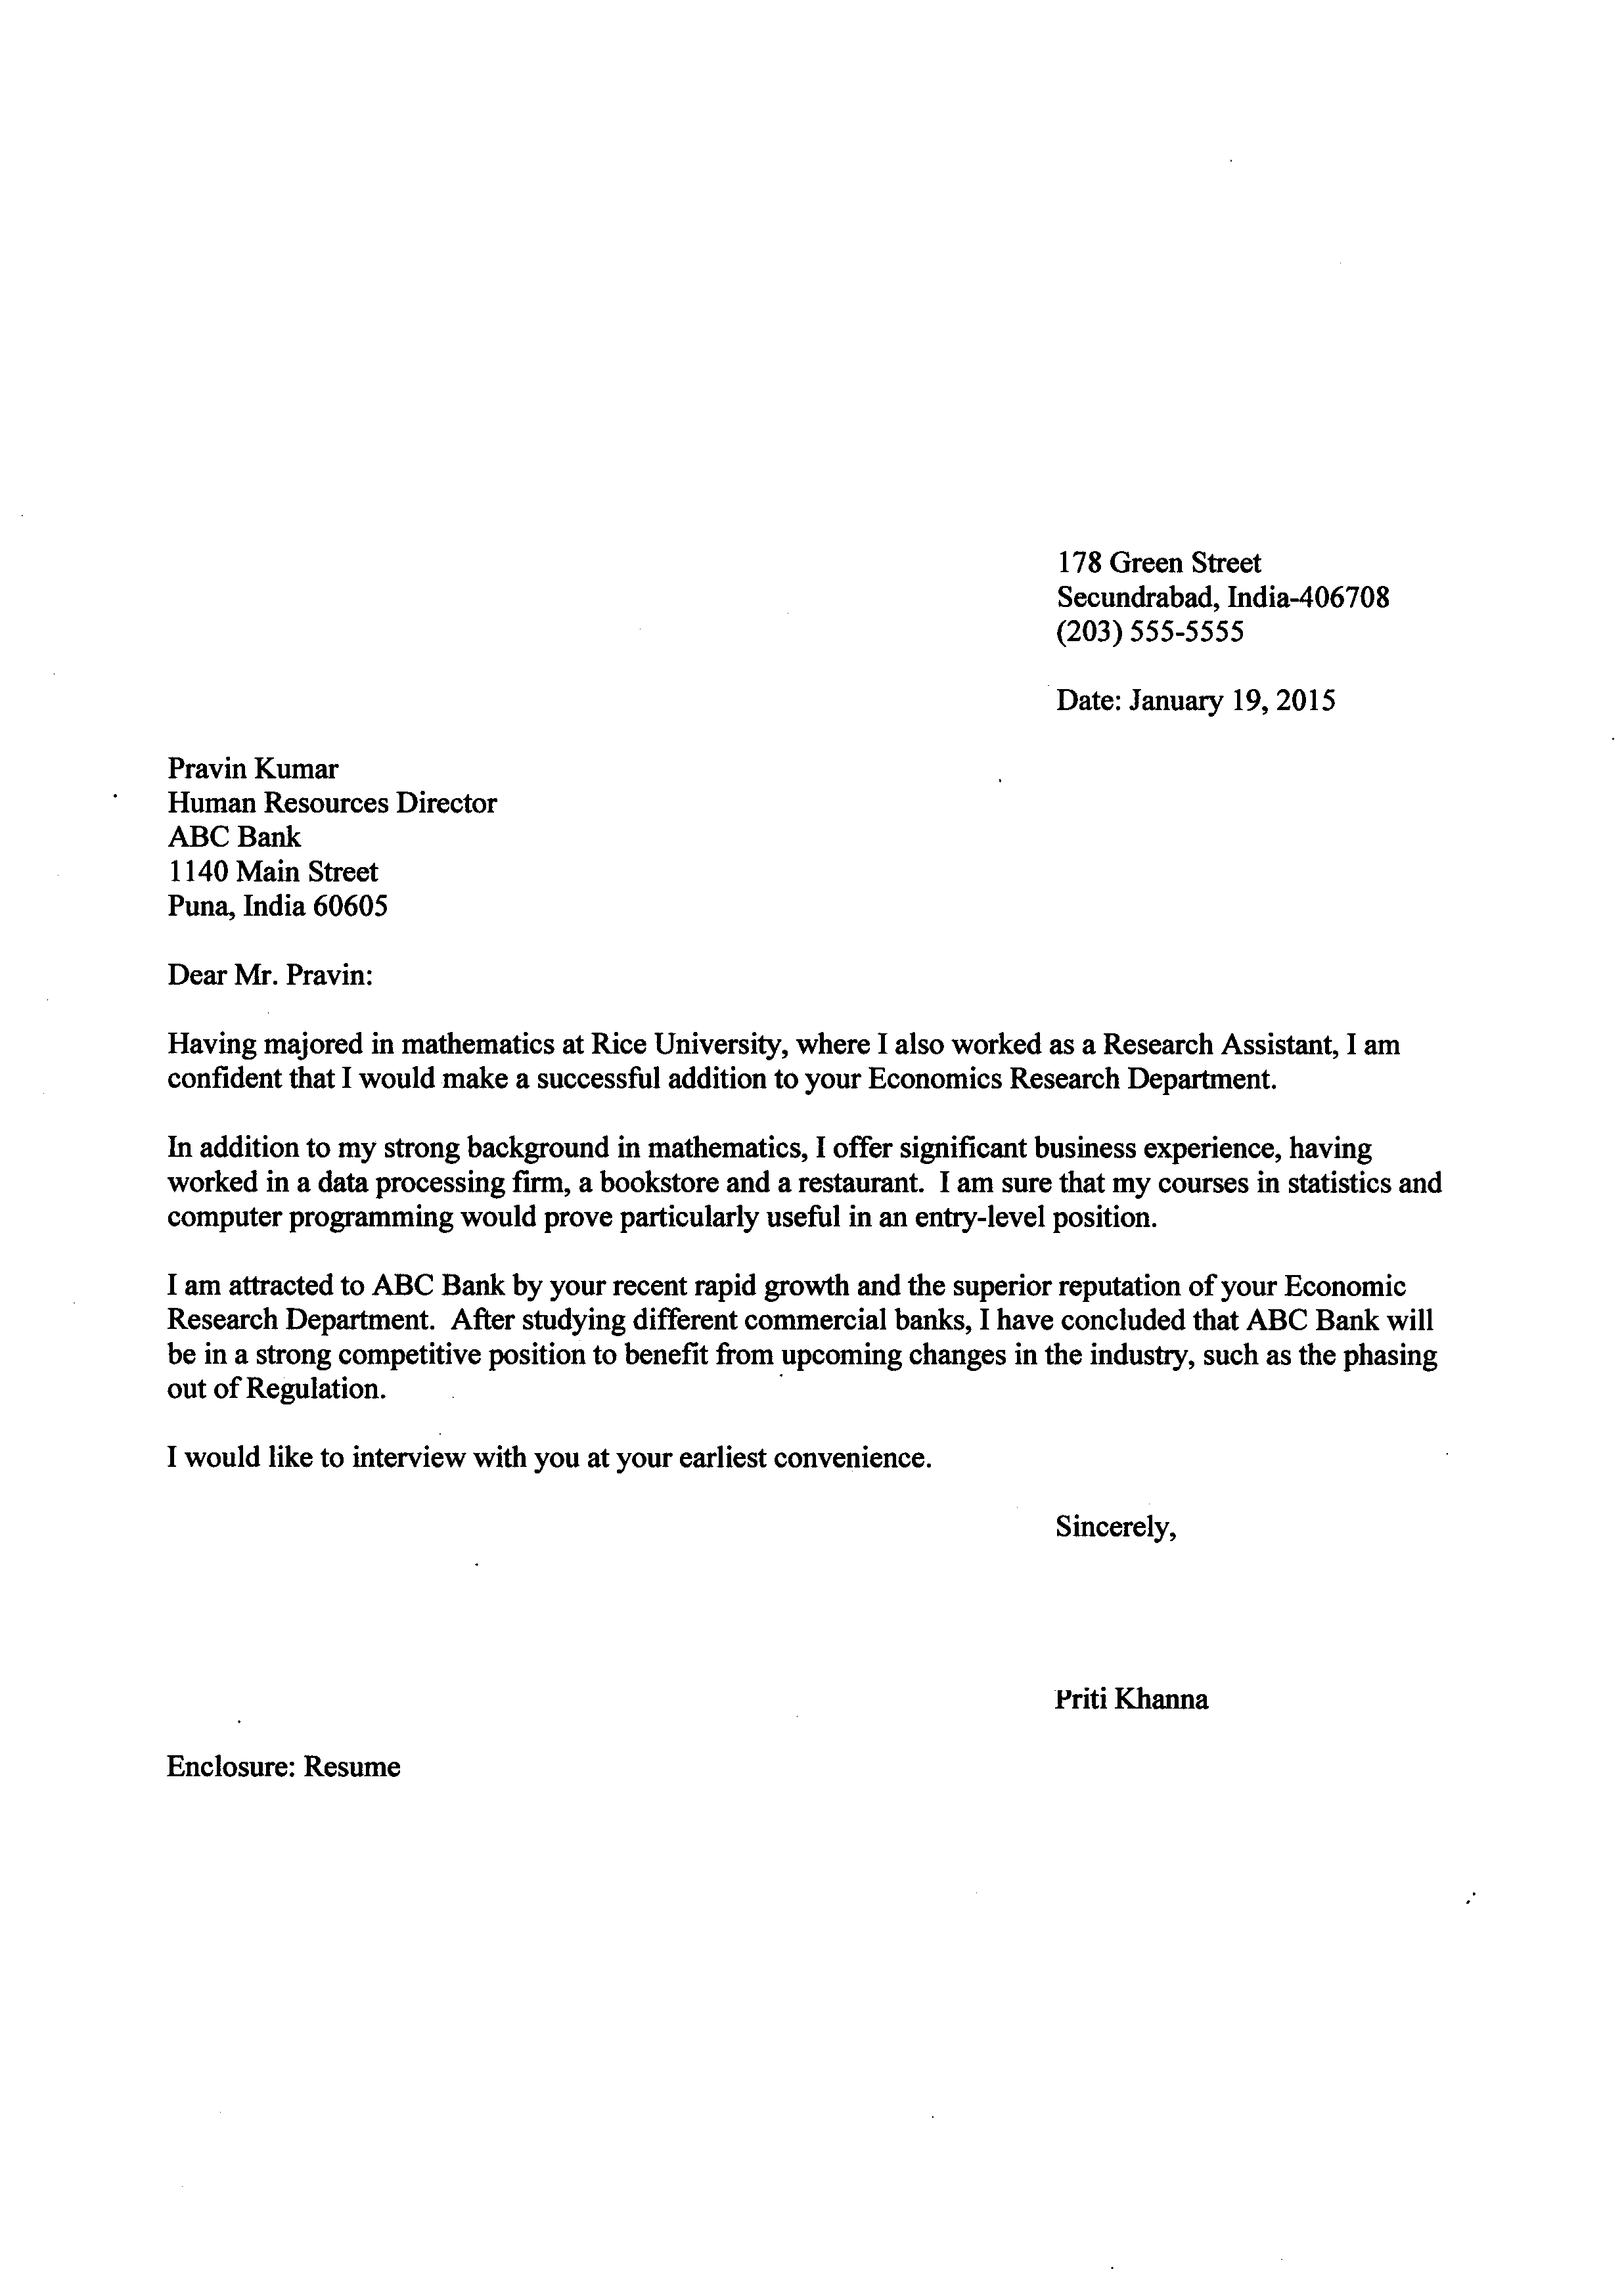 178 Green Street
Secundrabad, India-406708
(203) 555-5555
Date: January 19, 2015
Pravin Kumar
Human Resources Director
ABC Bank
1140 Main Street
Puna, India 60605
Dear Mr. Pravin:
Having majored in mathematics at Rice University, where I also worked as a Research Assistant, I am
confident that I would make a successful addition to your Economics Research Department.
In addition to my strong background in mathematics, I offer significant business experience, having
worked in a data processing firm, a bookstore and a restaurant. I am sure that my courses in statistics and
computer programming would prove particularly useful in an entry-level position.
I am attracted to ABC Bank by your recent rapid growth and the superior reputation of your Economic
Research Department. After studying different commercial banks, I have concluded that ABC Bank will
be in a strong competitive position to benefit from upcoming changes in the industry, such as the phasing
out of Regulation.
I would like to interview with you at your earliest convenience.
Sincerely,
Priti Khanna
Enclosure: Resume